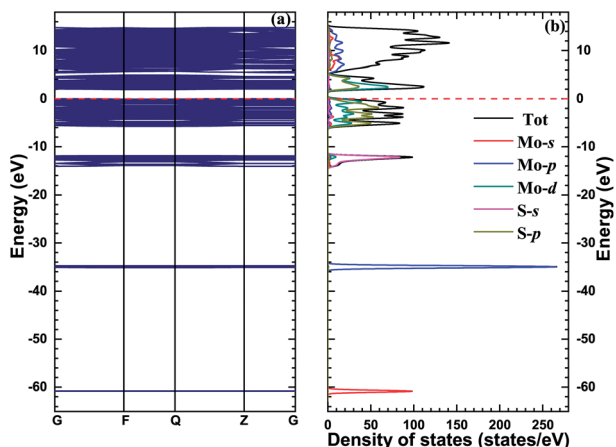 (a)
(b)
10
0
-10
-20
-30
-40
-50
-60
Energy (eV)
G F Q Z G
10
0
-10
-20
-30
-40
-50
-60
Energy (eV)
Tot
Mo-s
Mo-p
Mo-d
S-s
S-p
0 50 100 150 200 250
Density of states (states/eV)